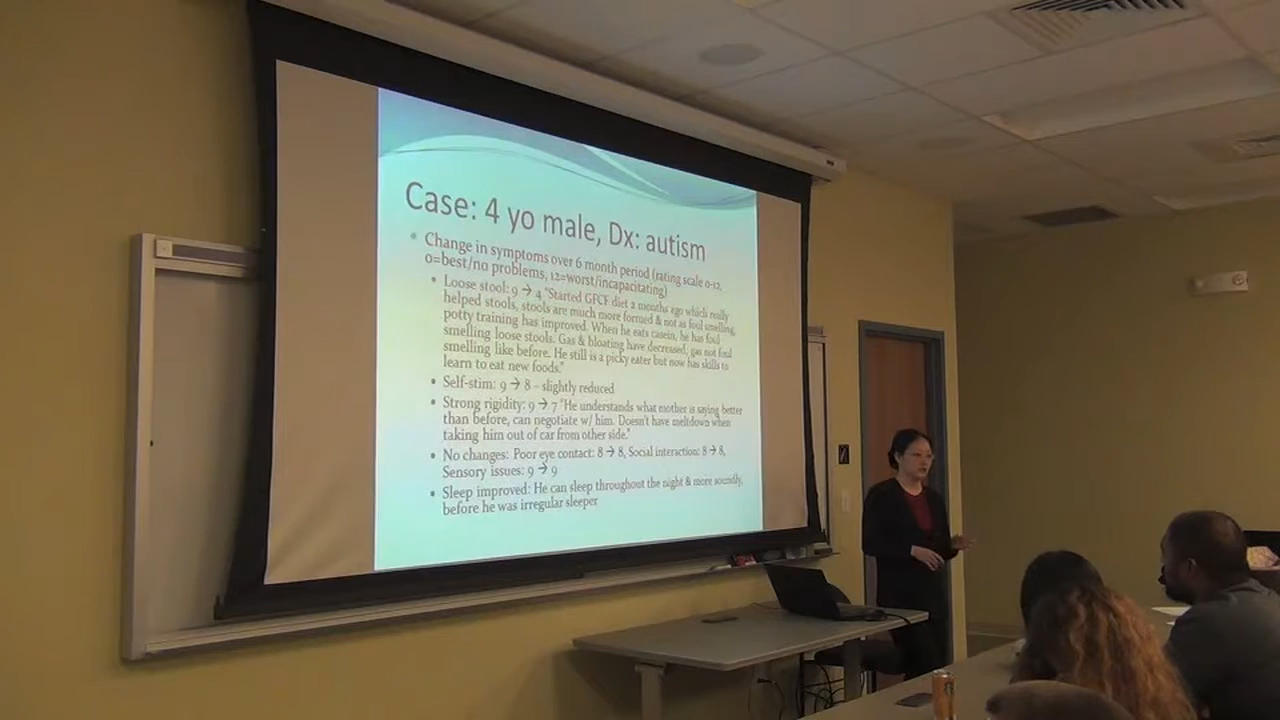 Case: 4 yo male, Dx: autism
• Change in symptoms over 6 month period (rating scale 0-12,
0=best/no problems, 12=worst/incapacitating)
• Loose stool: 9 → 4 "Started GFCF diet 2 months ago which really
helped stools, stools are much more formed & not as foul smelling,
potty training has improved. When he eats casein, he has foul
smelling loose stools. Gas & bloating have decreased, gas not foul
smelling like before. He still is a picky eater but now has skills to
learn to eat new foods."
• Self-stim: 9 → 8 – slightly reduced
• Strong rigidity: 9 → 7 "He understands what mother is saying better
than before, can negotiate w/ him. Doesn't have meltdown when
taking him out of car from other side."
• No changes: Poor eye contact: 8 → 8, Social interaction: 8 → 8,
Sensory issues: 9 → 9
• Sleep improved: He can sleep throughout the night & more soundly,
before he was irregular sleeper